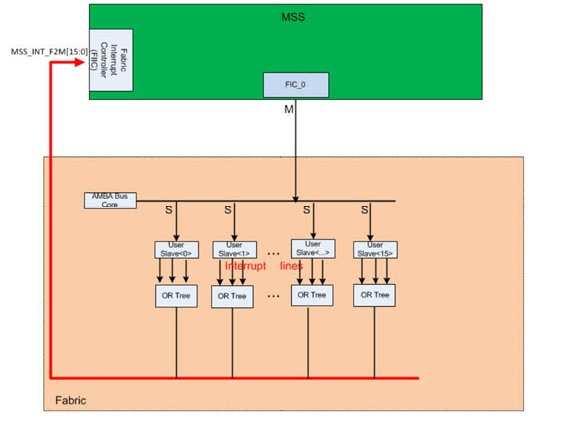 MSS
MSS_INT_F2M[15:0]
Fabric
Interrupt
Controller
(FIIC)
FIC_0
M
AMBA Bus
Core
S
S
S
S
User
Slave<0>
User
Slave<1>
...
User
Slave<...>
User
Slave<15>
Interrupt lines
OR Tree
OR Tree
...
OR Tree
OR Tree
Fabric